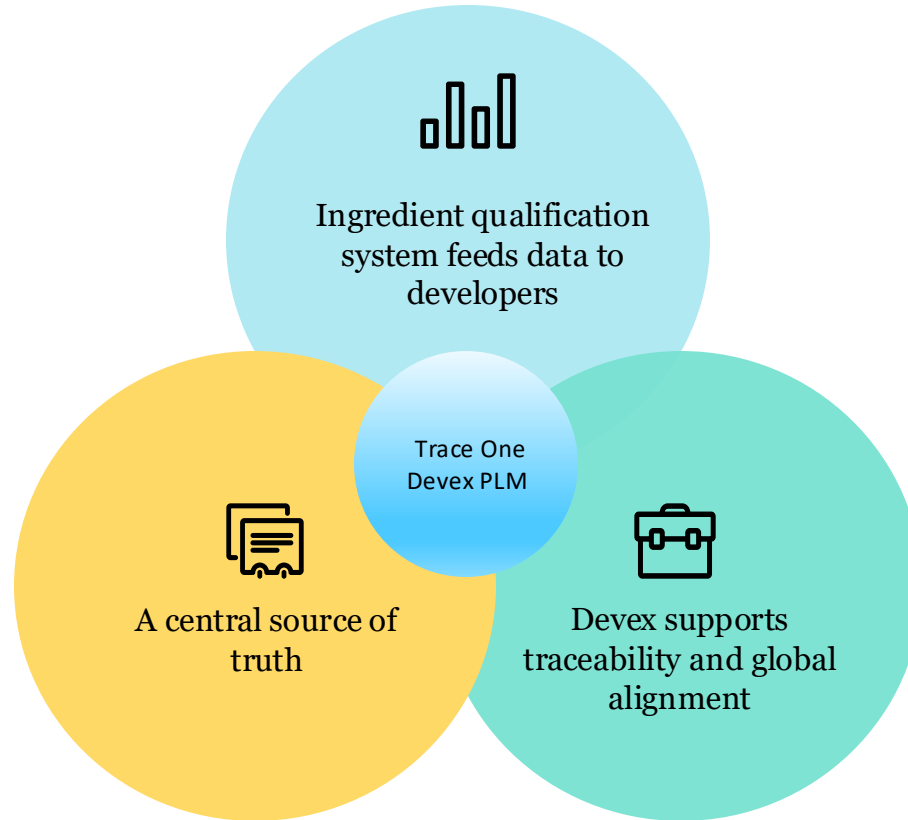 Ingredient qualification
system feeds data to
developers
Trace One
Devex PLM
A central source of
truth
Devex supports
traceability and global
alignment